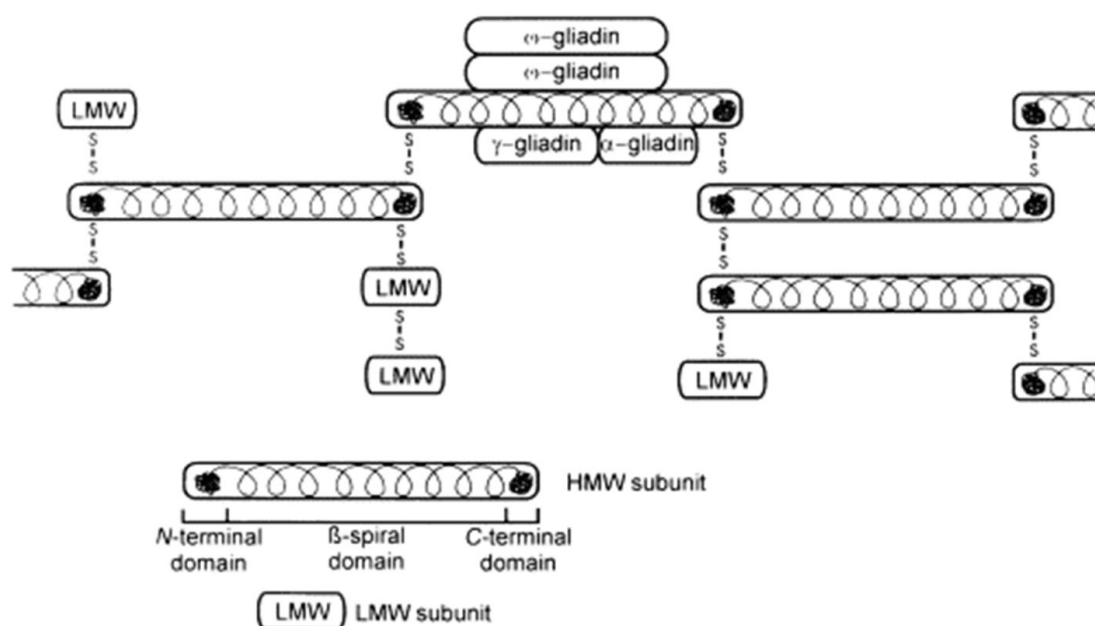 ω-gliadin
ω-gliadin
LMW
γ-gliadin
α-gliadin
S
S
S
S
S
S
S
S
S
S
S
S
S
S
LMW
S
S
S
S
S
S
LMW
LMW
HMW subunit
N-terminal domain
ß-spiral domain
C-terminal domain
LMW
LMW subunit